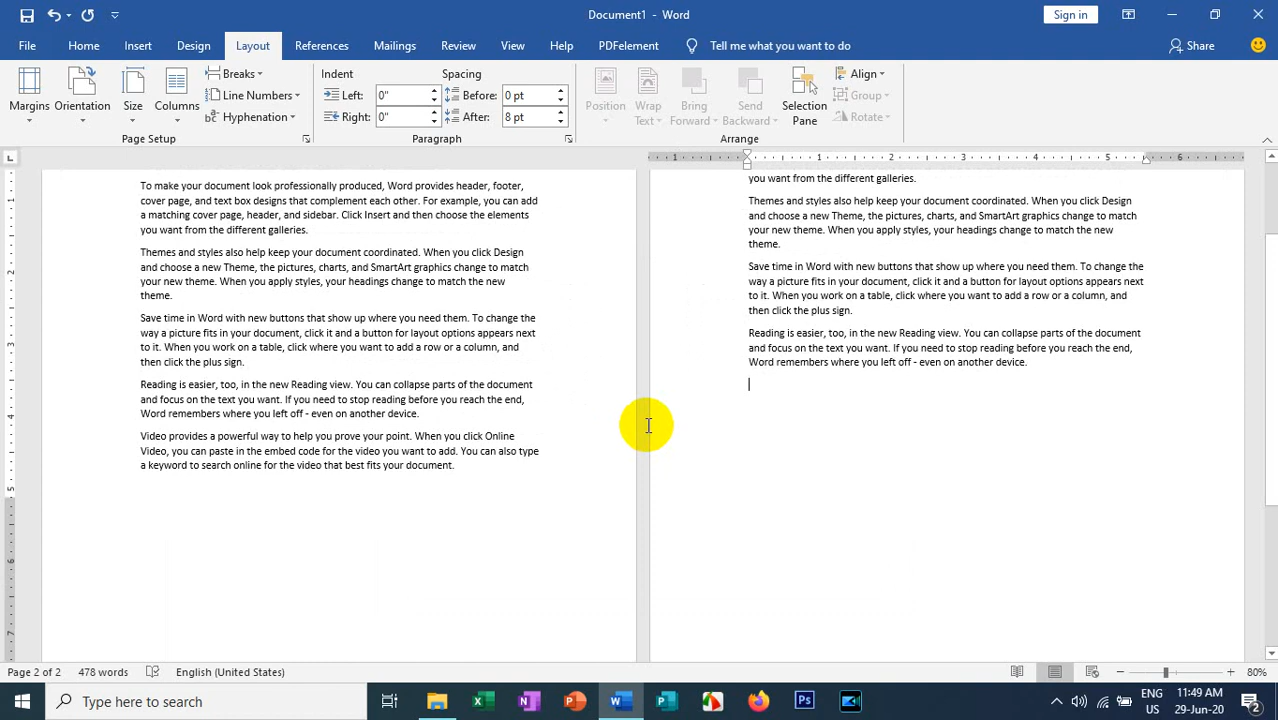 Document1 - Word
Sign in
File Home Insert Design Layout References Mailings Review View Help PDFelement Tell me what you want to do Share
Margins Orientation Size Columns
Breaks
Line Numbers
Hyphenation
Page Setup
Indent
Left: 0"
Right: 0"
Spacing
Before: 0 pt
After: 8 pt
Paragraph
Position
Wrap Text
Bring Forward
Send Backward
Selection Pane
Align
Group
Rotate
Arrange
1 1 2 3 4 5 6
1
2
3
4
5
6
7
To make your document look professionally produced, Word provides header, footer,
cover page, and text box designs that complement each other. For example, you can add
a matching cover page, header, and sidebar. Click Insert and then choose the elements
you want from the different galleries.
Themes and styles also help keep your document coordinated. When you click Design
and choose a new Theme, the pictures, charts, and SmartArt graphics change to match
your new theme. When you apply styles, your headings change to match the new
theme.
Save time in Word with new buttons that show up where you need them. To change the
way a picture fits in your document, click it and a button for layout options appears next
to it. When you work on a table, click where you want to add a row or a column, and
then click the plus sign.
Reading is easier, too, in the new Reading view. You can collapse parts of the document
and focus on the text you want. If you need to stop reading before you reach the end,
Word remembers where you left off - even on another device.
Video provides a powerful way to help you prove your point. When you click Online
Video, you can paste in the embed code for the video you want to add. You can also type
a keyword to search online for the video that best fits your document.
you want from the different galleries.
Themes and styles also help keep your document coordinated. When you click Design
and choose a new Theme, the pictures, charts, and SmartArt graphics change to match
your new theme. When you apply styles, your headings change to match the new
theme.
Save time in Word with new buttons that show up where you need them. To change the
way a picture fits in your document, click it and a button for layout options appears next
to it. When you work on a table, click where you want to add a row or a column, and
then click the plus sign.
Reading is easier, too, in the new Reading view. You can collapse parts of the document
and focus on the text you want. If you need to stop reading before you reach the end,
Word remembers where you left off - even on another device.
Page 2 of 2 478 words English (United States) 80%
Type here to search
ENG
US
11:49 AM
29-Jun-20
2